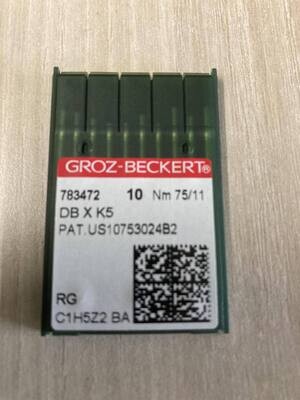 GROZ-BECKERT®
783472 10 Nm 75/11
DB X K5
PAT.US10753024B2
RG
C1H5Z2 BA